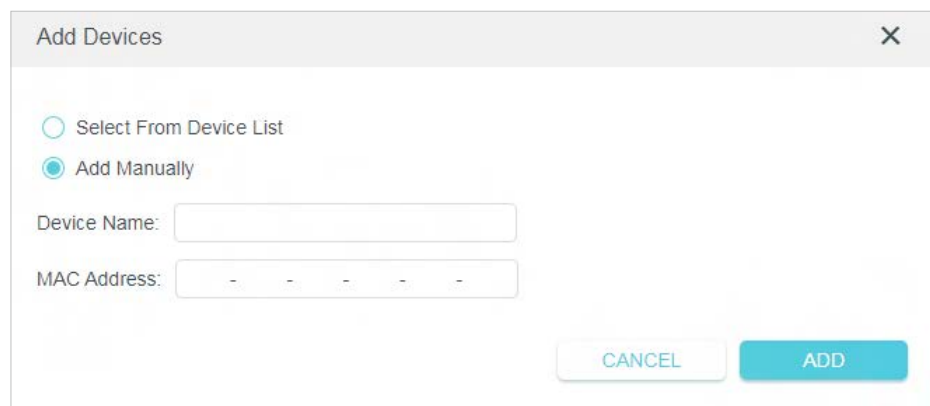 Add Devices
Select From Device List
Add Manually
Device Name:
MAC Address: - - - - -
CANCEL ADD